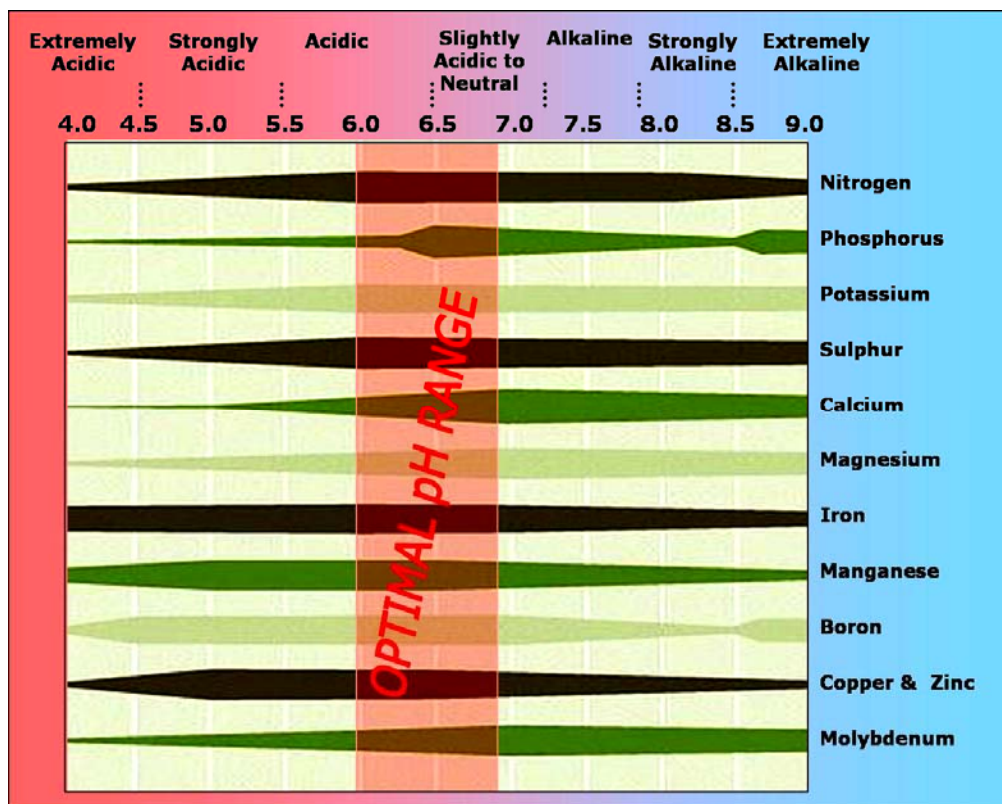 Extremely
Acidic
Strongly
Acidic
Acidic
Slightly
Acidic to
Neutral
Alkaline
Strongly
Alkaline
Extremely
Alkaline
4.0 4.5 5.0 5.5 6.0 6.5 7.0 7.5 8.0 8.5 9.0
Nitrogen
Phosphorus
Potassium
Sulphur
Calcium
Magnesium
Iron
Manganese
Boron
Copper & Zinc
Molybdenum
OPTIMAL pH RANGE